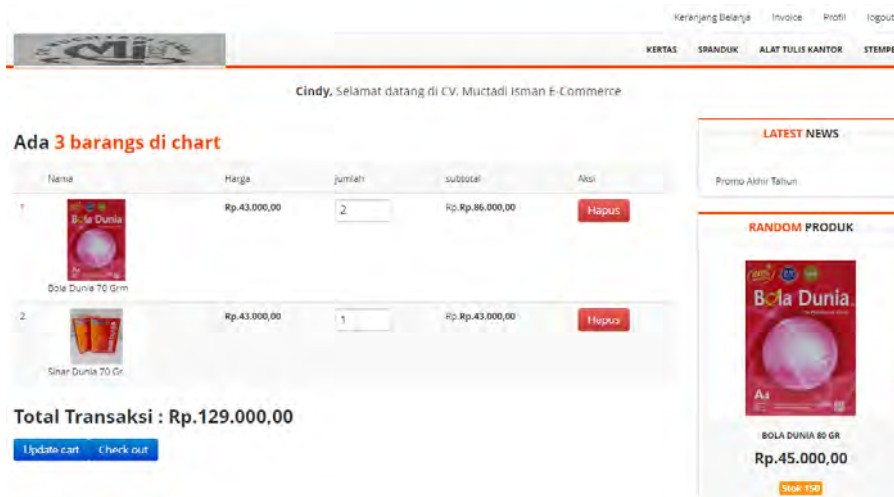 Keranjang Belanja Invoice Profil logout
KERTAS SPANDUK ALAT TULIS KANTOR STEMPE
Cindy, Selamat datang di CV. Muctadi Isman E-Commerce
Ada 3 barangs di chart
Nama Harga jumlah subtotal Aksi
1 Rp.43.000,00 2 Rp.Rp.86.000,00 Hapus
Bola Dunia
A4
Bola Dunia 70 Grm
2 Rp.43.000,00 1 Rp.Rp.43.000,00 Hapus
Sinar Dunia 70 Gr
Total Transaksi : Rp.129.000,00
Update cart Check out
LATEST NEWS
Promo Akhir Tahun
RANDOM PRODUK
Bola Dunia
A4
BOLA DUNIA 80 GR
Rp.45.000,00
Stok 150